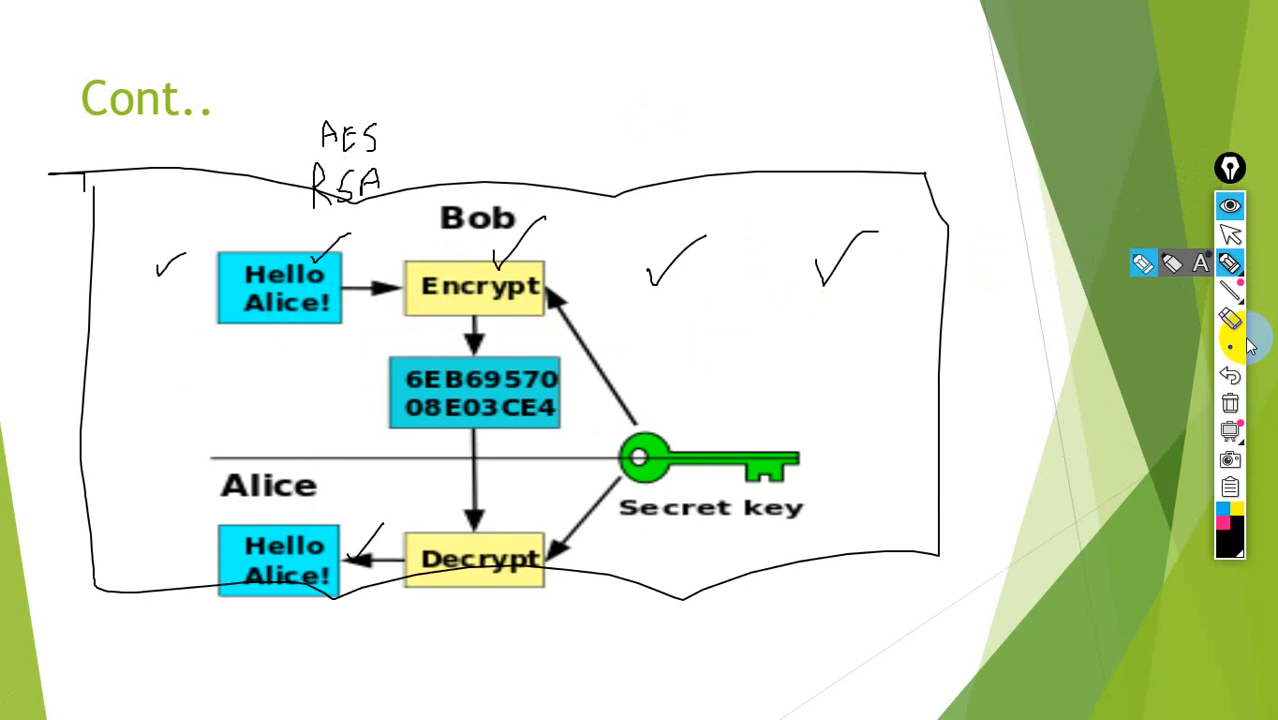 Cont..
AES
RSA
Bob
Hello
Alice!
Encrypt
6EB69570
08E03CE4
Alice
Secret key
Hello
Alice!
Decrypt
A